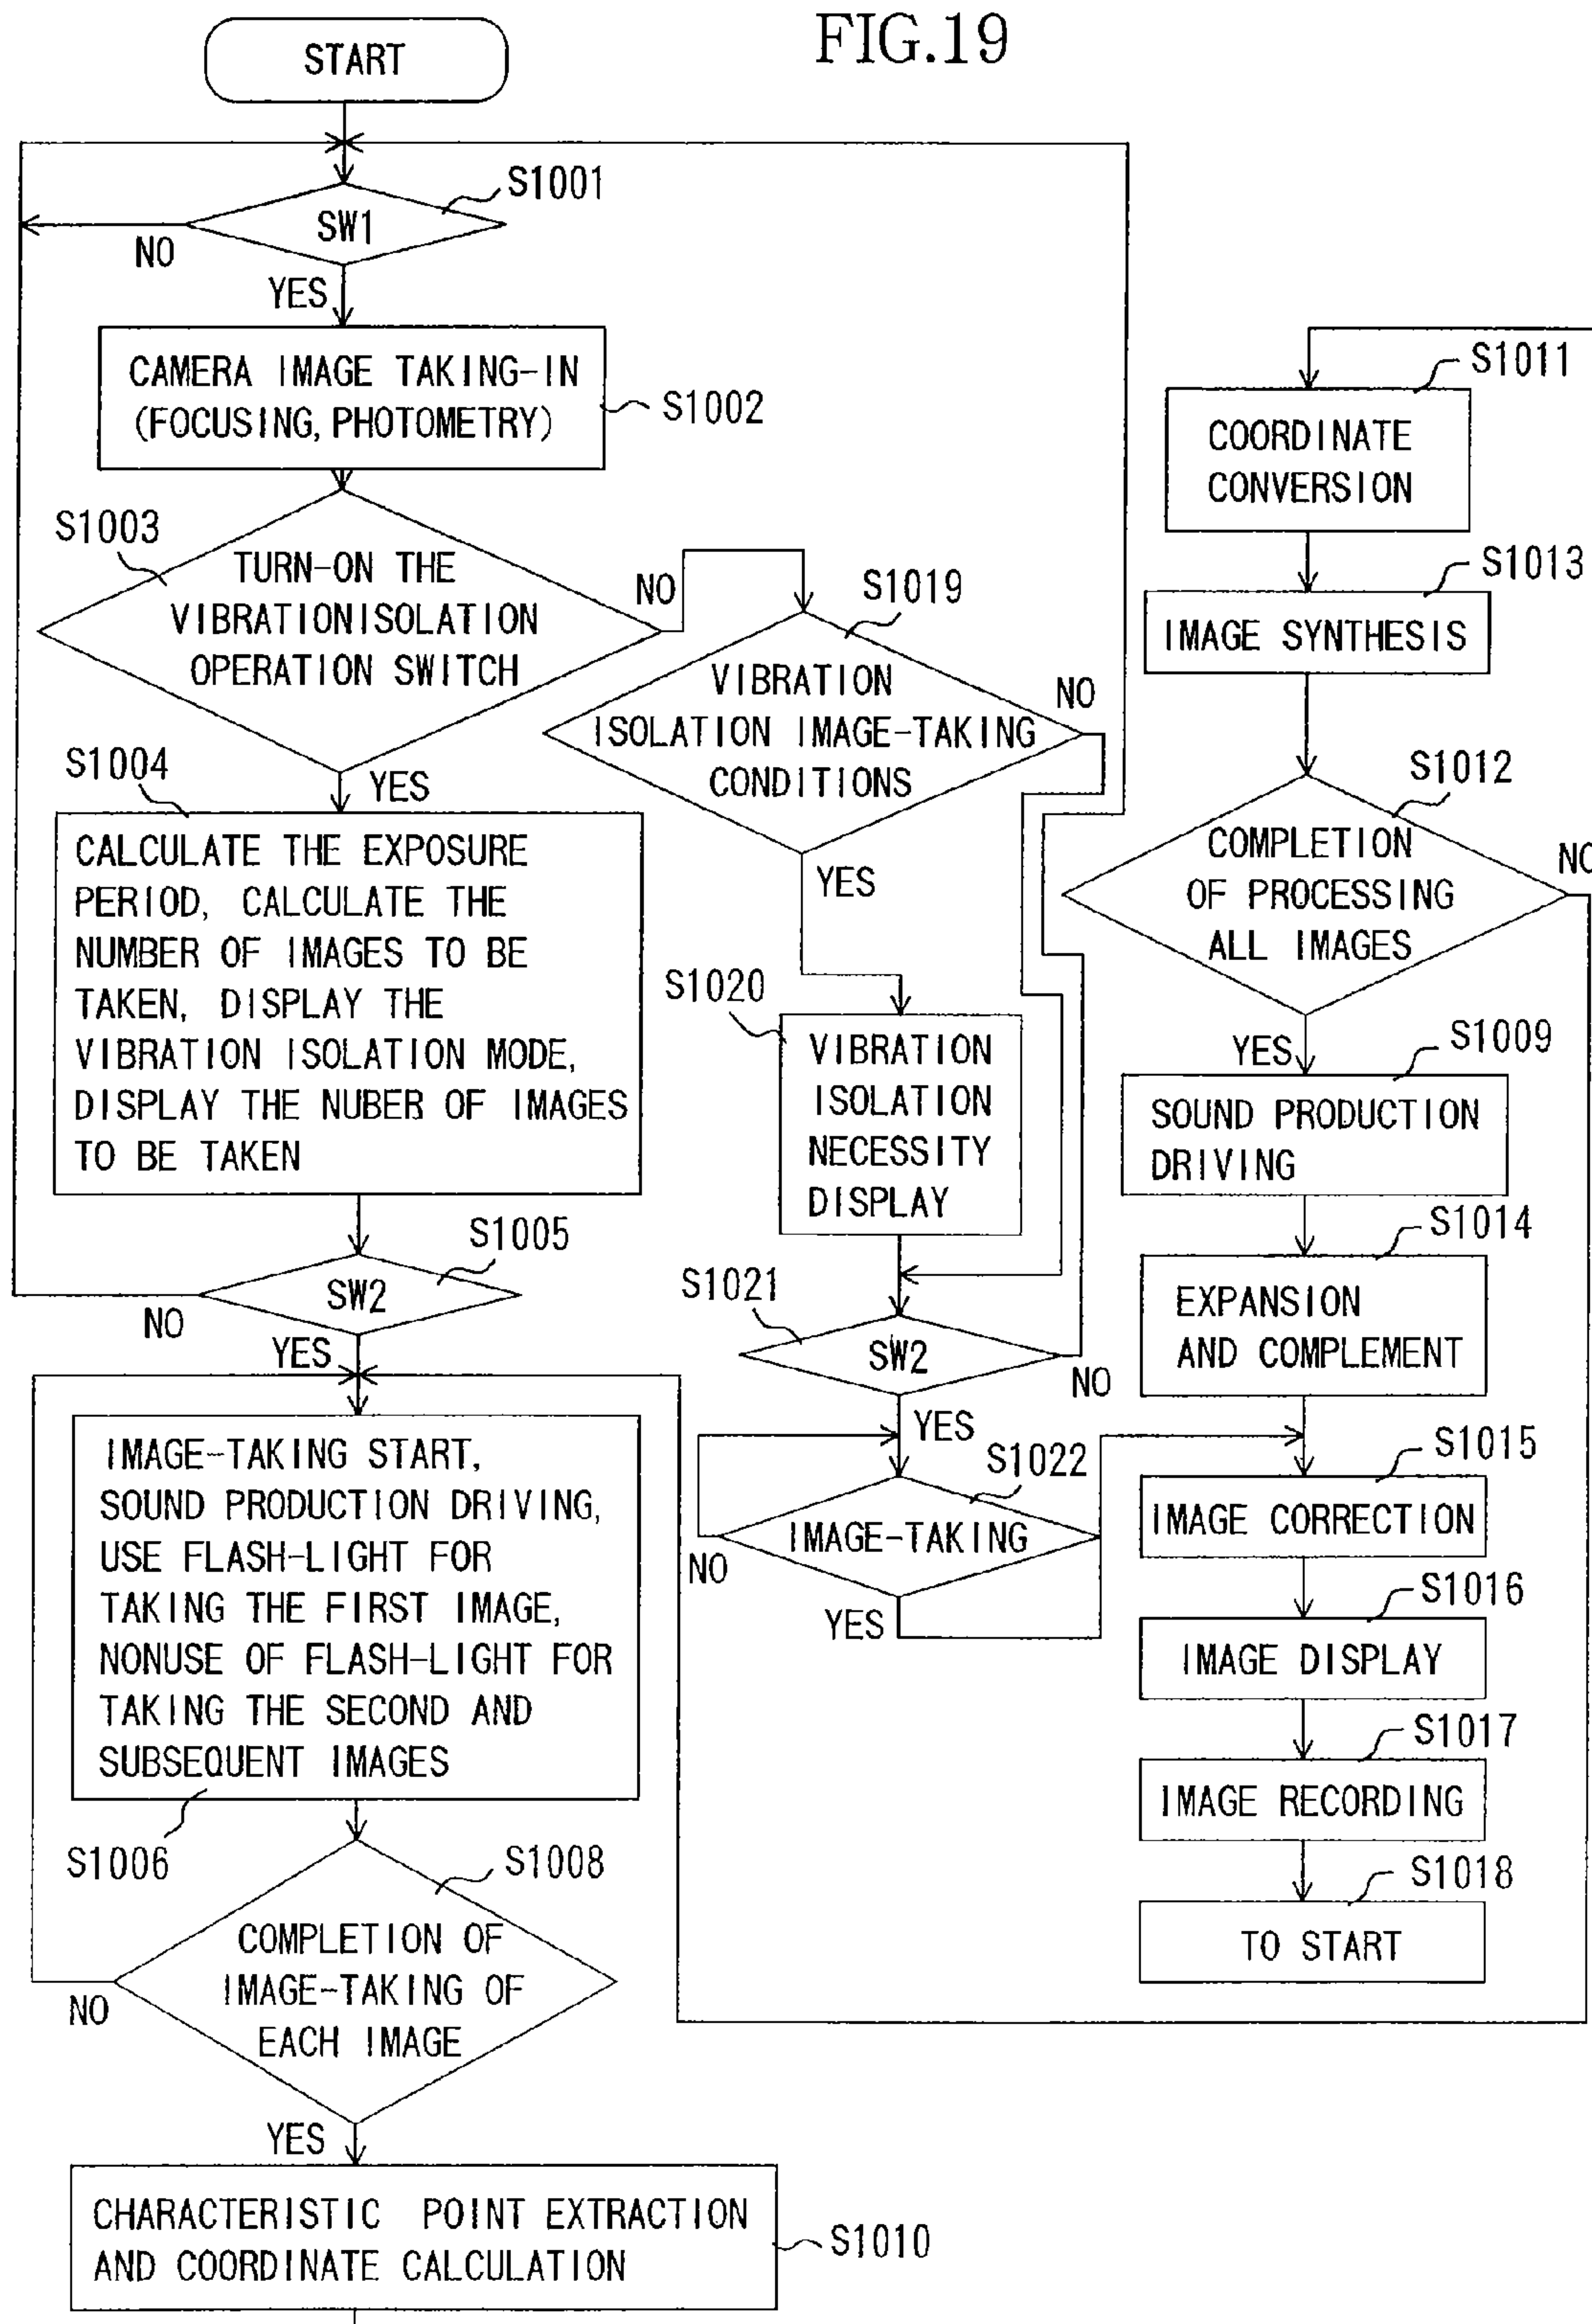 FIG.19
START
S1001
SW1
NO
YES
CAMERA IMAGE TAKING-IN
(FOCUSING, PHOTOMETRY)
S1002
S1003
TURN-ON THE
VIBRATIONISOLATION
OPERATION SWITCH
NO
YES
S1004
CALCULATE THE EXPOSURE
PERIOD, CALCULATE THE
NUMBER OF IMAGES TO BE
TAKEN, DISPLAY THE
VIBRATION ISOLATION MODE,
DISPLAY THE NUBER OF IMAGES
TO BE TAKEN
S1005
SW2
NO
YES
IMAGE-TAKING START,
SOUND PRODUCTION DRIVING,
USE FLASH-LIGHT FOR
TAKING THE FIRST IMAGE,
NONUSE OF FLASH-LIGHT FOR
TAKING THE SECOND AND
SUBSEQUENT IMAGES
S1006
S1008
COMPLETION OF
IMAGE-TAKING OF
EACH IMAGE
NO
YES
CHARACTERISTIC POINT EXTRACTION
AND COORDINATE CALCULATION
S1010
S1019
VIBRATION
ISOLATION IMAGE-TAKING
CONDITIONS
NO
YES
S1020
VIBRATION
ISOLATION
NECESSITY
DISPLAY
S1021
SW2
NO
YES
S1022
IMAGE-TAKING
NO
YES
S1011
COORDINATE
CONVERSION
S1013
IMAGE SYNTHESIS
S1012
COMPLETION
OF PROCESSING
ALL IMAGES
NO
YES
S1009
SOUND PRODUCTION
DRIVING
S1014
EXPANSION
AND COMPLEMENT
S1015
IMAGE CORRECTION
S1016
IMAGE DISPLAY
S1017
IMAGE RECORDING
S1018
TO START